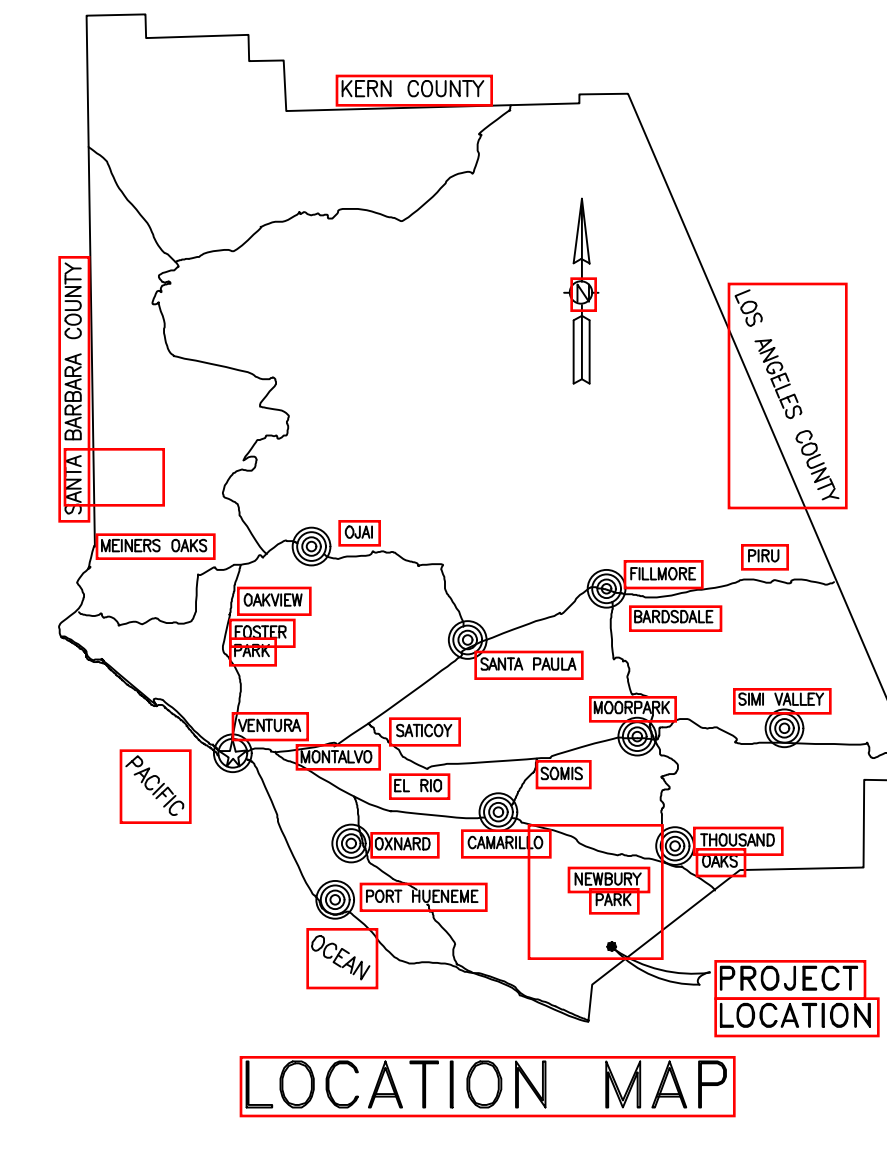 KERN COUNTY
SANTA BARBARA COUNTY
N
LOS ANGELES COUNTY
MEINERS OAKS
OJAI
PIRU
FILLMORE
OAKVIEW
BARDSDALE
FOSTER
PARK
SANTA PAULA
SIMI VALLEY
MOORPARK
VENTURA
SATICOY
MONTALVO
PACIFIC
EL RIO
SOMIS
OXNARD
CAMARILLO
THOUSAND
OAKS
NEWBURY
PARK
PORT HUENEME
OCEAN
PROJECT
LOCATION
LOCATION MAP